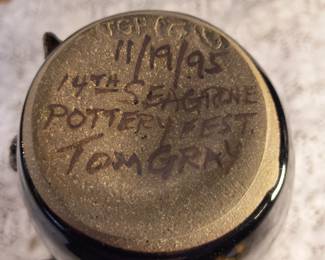 11/19/95
14TH SEAGROVE
POTTERY FEST.
TOM GRAY